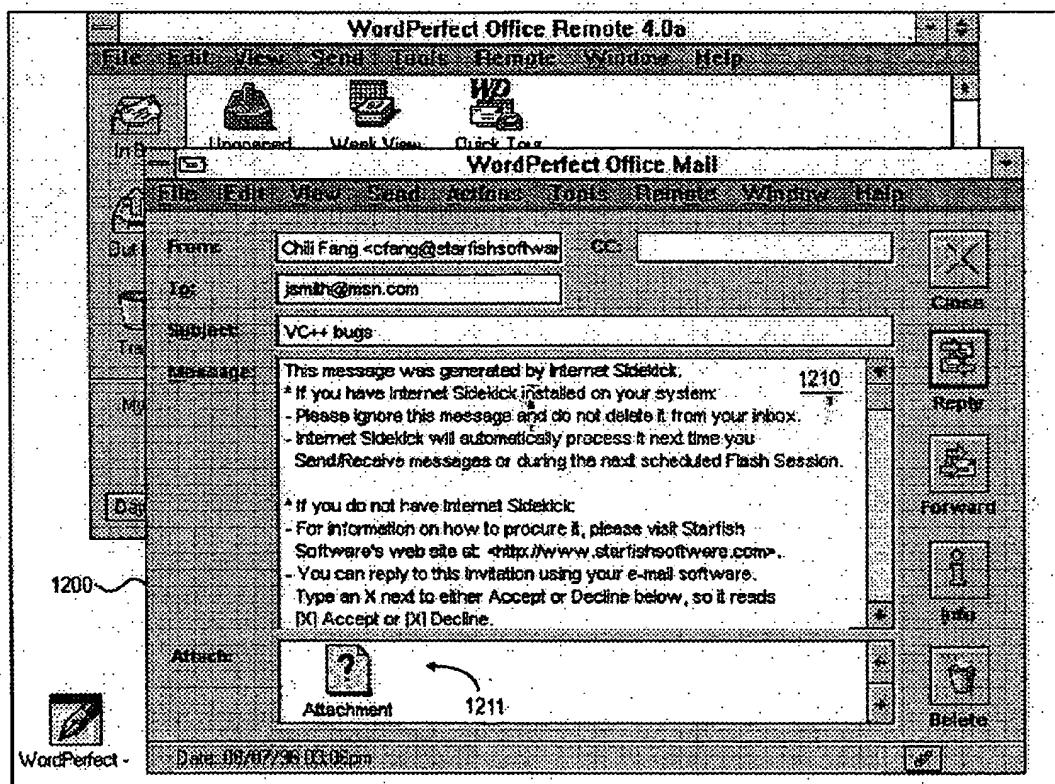 WordPerfect Office Remote 4.0a
File Edit View Send Tools Remote Window Help
WP
Unopened Week View Quick Tour
In B
WordPerfect Office Mail
File Edit View Send Actions Tools Remote Window Help
Out
From: Chili Fang <cfang@starfishsoftwar CC:
To: jsmith@msn.com
Close
Subject: VC++ bugs
Tra
Message: This message was generated by Internet Sidekick.
* If you have Internet Sidekick installed on your system:
1210
My
- Please ignore this message and do not delete it from your inbox.
Reply
- Internet Sidekick will automatically process it next time you
Send/Receive messages or during the next scheduled Flash Session.
* If you do not have Internet Sidekick:
Forward
- For information on how to procure it, please visit Starfish
Software's web site at: <http://www.starfishsoftware.com>.
1200
- You can reply to this invitation using your e-mail software.
Type an X next to either Accept or Decline below, so it reads
[X] Accept or [X] Decline.
Info
Attach:
?
Attachment 1211
Delete
WordPerfect -